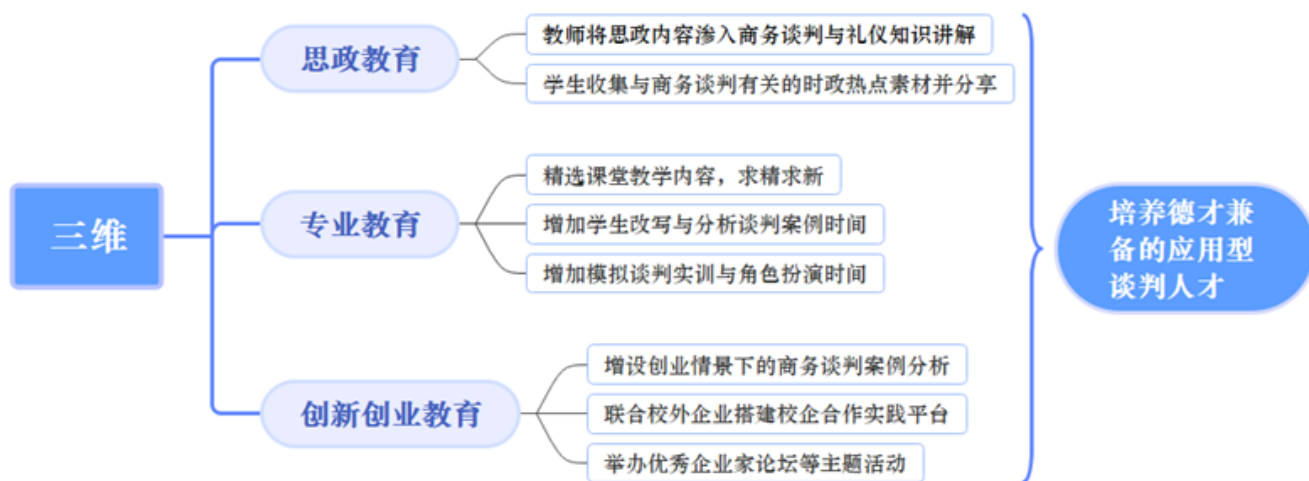 三维
思政教育
教师将思政内容渗入商务谈判与礼仪知识讲解
学生收集与商务谈判有关的时政热点素材并分享
专业教育
精选课堂教学内容，求精求新
增加学生改写与分析谈判案例时间
增加模拟谈判实训与角色扮演时间
创新创业教育
增设创业情景下的商务谈判案例分析
联合校外企业搭建校企合作实践平台
举办优秀企业家论坛等主题活动
培养德才兼
备的应用型
谈判人才